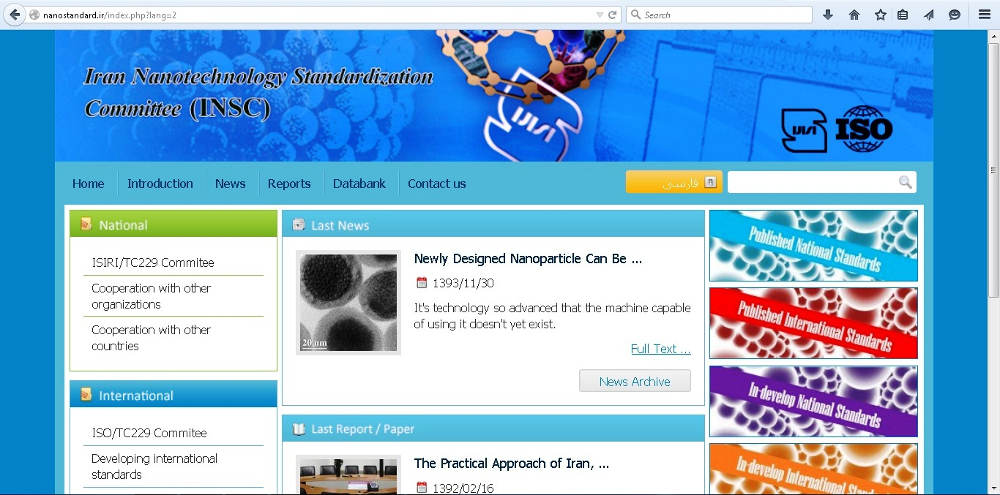 nanostandard.ir/index.php?lang=2
Search
Iran Nanotechnology Standardization
Committee (INSC)
ISO
Home
Introduction
News
Reports
Databank
Contact us
فارسی
National
ISIRI/TC229 Commitee
Cooperation with other
organizations
Cooperation with other
countries
International
ISO/TC229 Commitee
Developing international
standards
Last News
20 nm
Newly Designed Nanoparticle Can Be ...
1393/11/30
It's technology so advanced that the machine capable
of using it doesn't yet exist.
Full Text ...
News Archive
Last Report / Paper
The Practical Approach of Iran, ...
1392/02/16
Published National Standards
Published International Standards
In-develop National Standards
In-develop International Standards